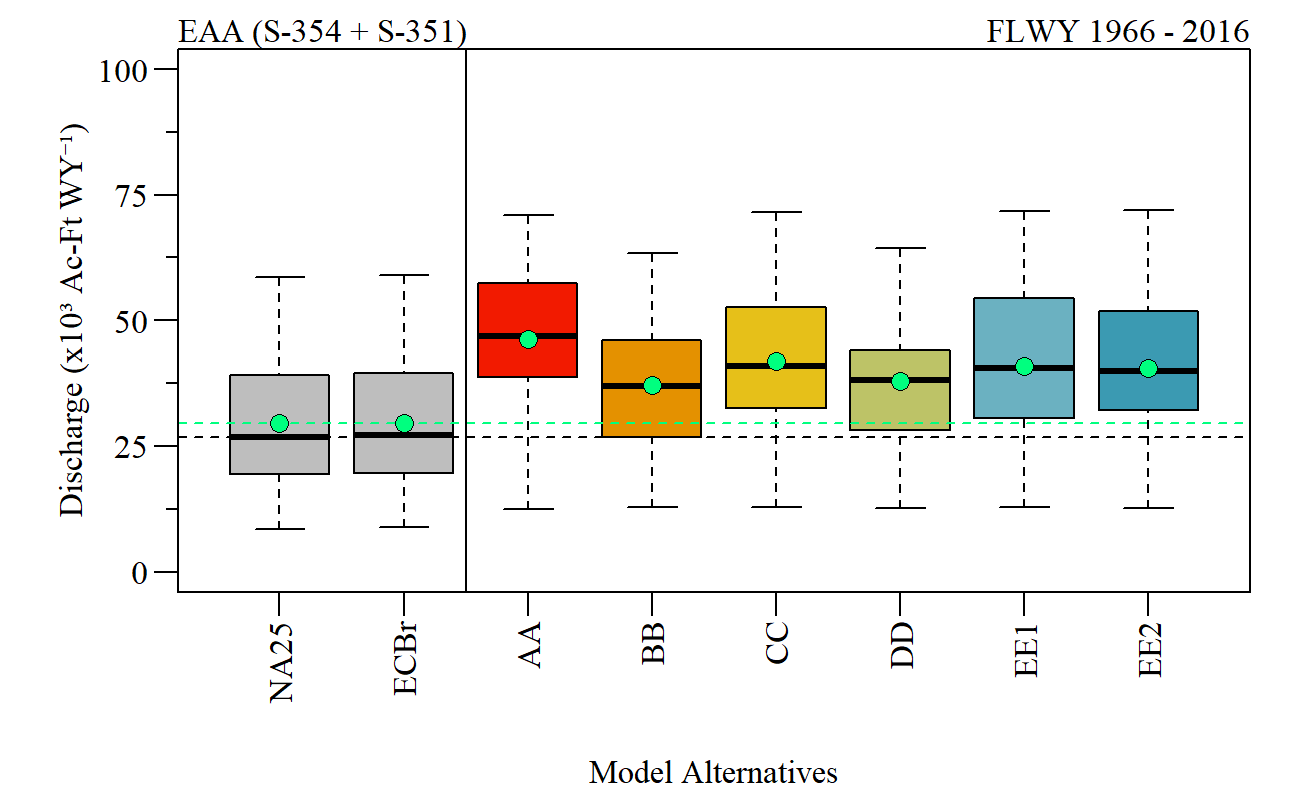 EAA (S-354 + S-351)
FLWY 1966 - 2016
Discharge (x10³ Ac-Ft WY⁻¹)
100
75
50
25
0
NA25
ECBr
AA
BB
CC
DD
EE1
EE2
Model Alternatives